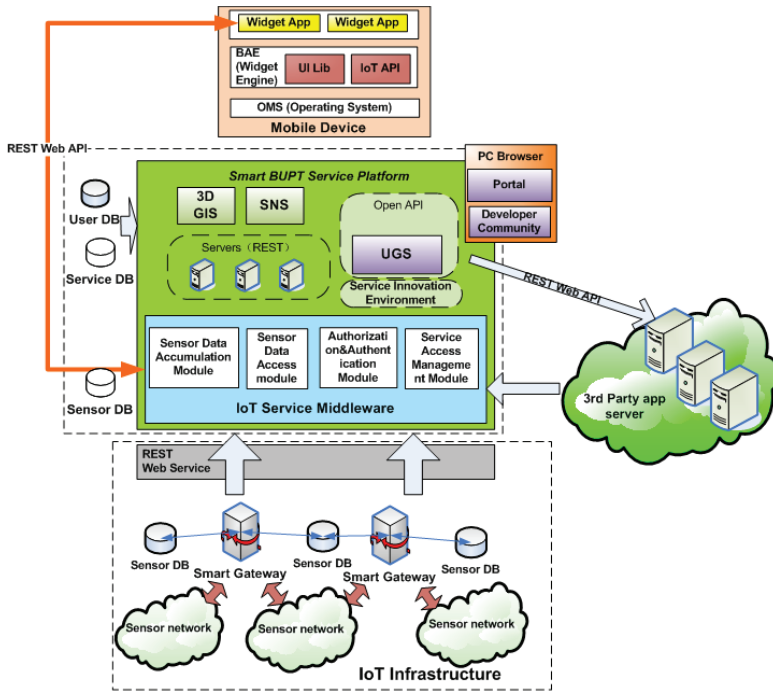 Widget App
Widget App
BAE
(Widget
Engine)
UI Lib
IoT API
OMS (Operating System)
Mobile Device
REST Web API
PC Browser
Portal
Developer
Community
Smart BUPT Service Platform
3D
GIS
SNS
Open API
UGS
Servers（REST）
Service Innovation
Environment
User DB
Service DB
Sensor DB
REST Web API
Sensor Data
Accumulation
Module
Sensor
Data
Access
module
Authorizati
on&Authent
ication
Module
Service
Access
Manageme
nt Module
IoT Service Middleware
3rd Party app
server
REST
Web Service
Sensor DB
Smart Gateway
Sensor DB
Smart Gateway
Sensor DB
Sensor network
Sensor network
Sensor network
IoT Infrastructure